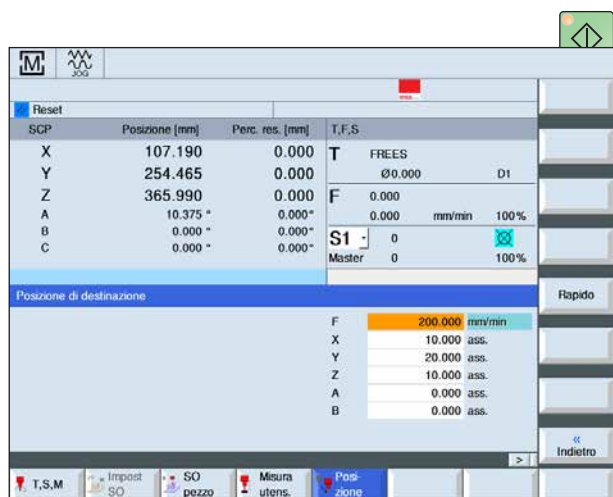 M JOG
Reset
SCP Posizione [mm] Perc. res. [mm] T,F,S
X 107.190 0.000 T FREES
Y 254.465 0.000 Ø0.000 D1
Z 365.990 0.000 F 0.000
A 10.375 ° 0.000° 0.000 mm/min 100%
B 0.000 ° 0.000° S1 0
C 0.000 ° 0.000° Master 0 100%
Posizione di destinazione
Rapido
F 200.000 mm/min
X 10.000 ass.
Y 20.000 ass.
Z 10.000 ass.
A 0.000 ass.
B 0.000 ass.
«
Indietro
>
T,S,M
Impost SO
SO pezzo
Misura utens.
Posi-
zione